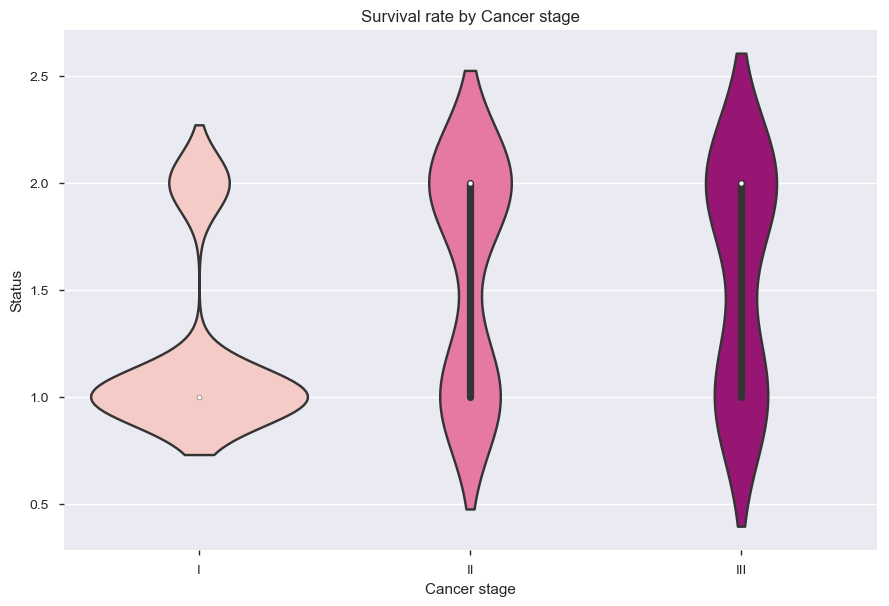 Survival rate by Cancer stage
2.5
2.0
1.5
1.0
0.5
Status
I
II
III
Cancer stage